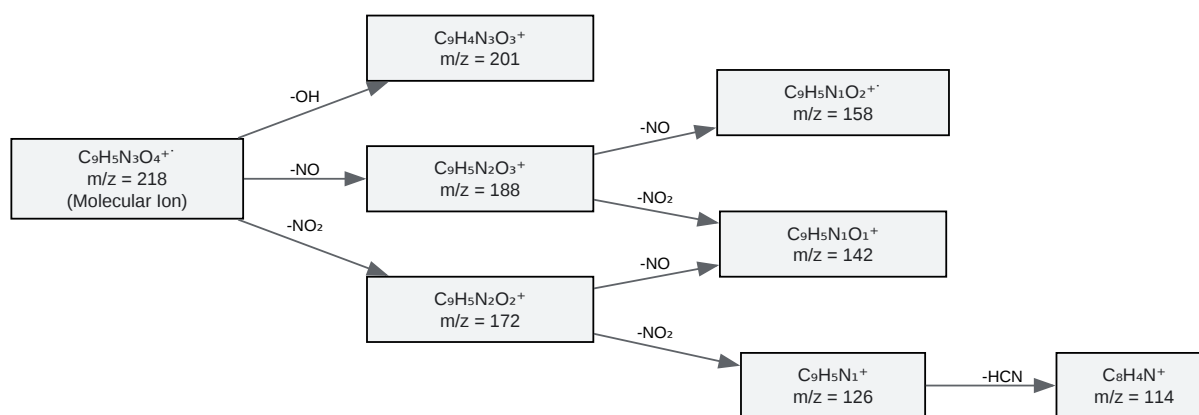 C₉H₄N₃O₃⁺
m/z = 201
-OH
C₉H₅N₁O₂⁺˙
m/z = 158
-NO
C₉H₅N₃O₄⁺˙
m/z = 218
(Molecular Ion)
-NO
C₉H₅N₂O₃⁺
m/z = 188
-NO₂
C₉H₅N₁O₁⁺
m/z = 142
-NO₂
-NO
C₉H₅N₂O₂⁺
m/z = 172
-NO₂
C₉H₅N₁⁺
m/z = 126
-HCN
C₈H₄N⁺
m/z = 114